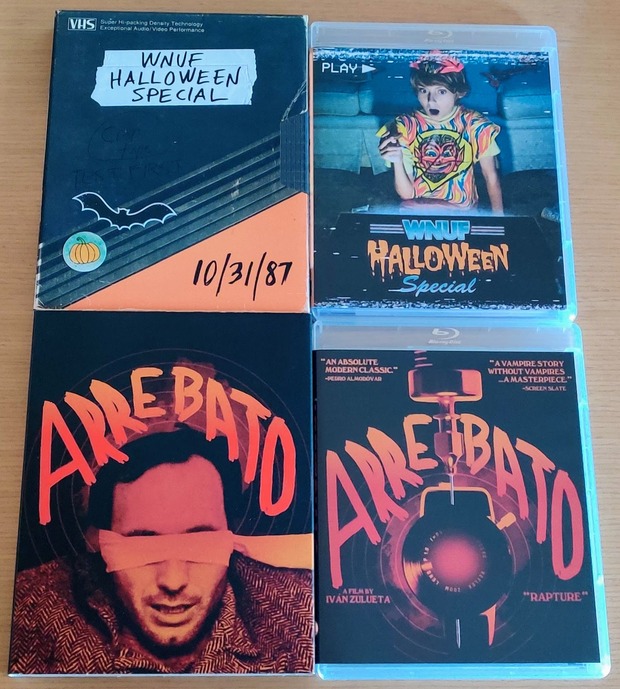 VHS
Super Hi-packing Density Technology
Exceptional Audio/Video Performance
WNUF
HALLOWEEN
SPECIAL
10/31/87
PLAY
WNUF
HALLOWEEN
Special
ARREBATO
"AN ABSOLUTE
MODERN CLASSIC."
-PEDRO ALMODÓVAR
"A VAMPIRE STORY
WITHOUT VAMPIRES
...A MASTERPIECE."
-SCREEN SLATE
ARREBATO
A FILM BY
IVÁN ZULUETA
"RAPTURE"